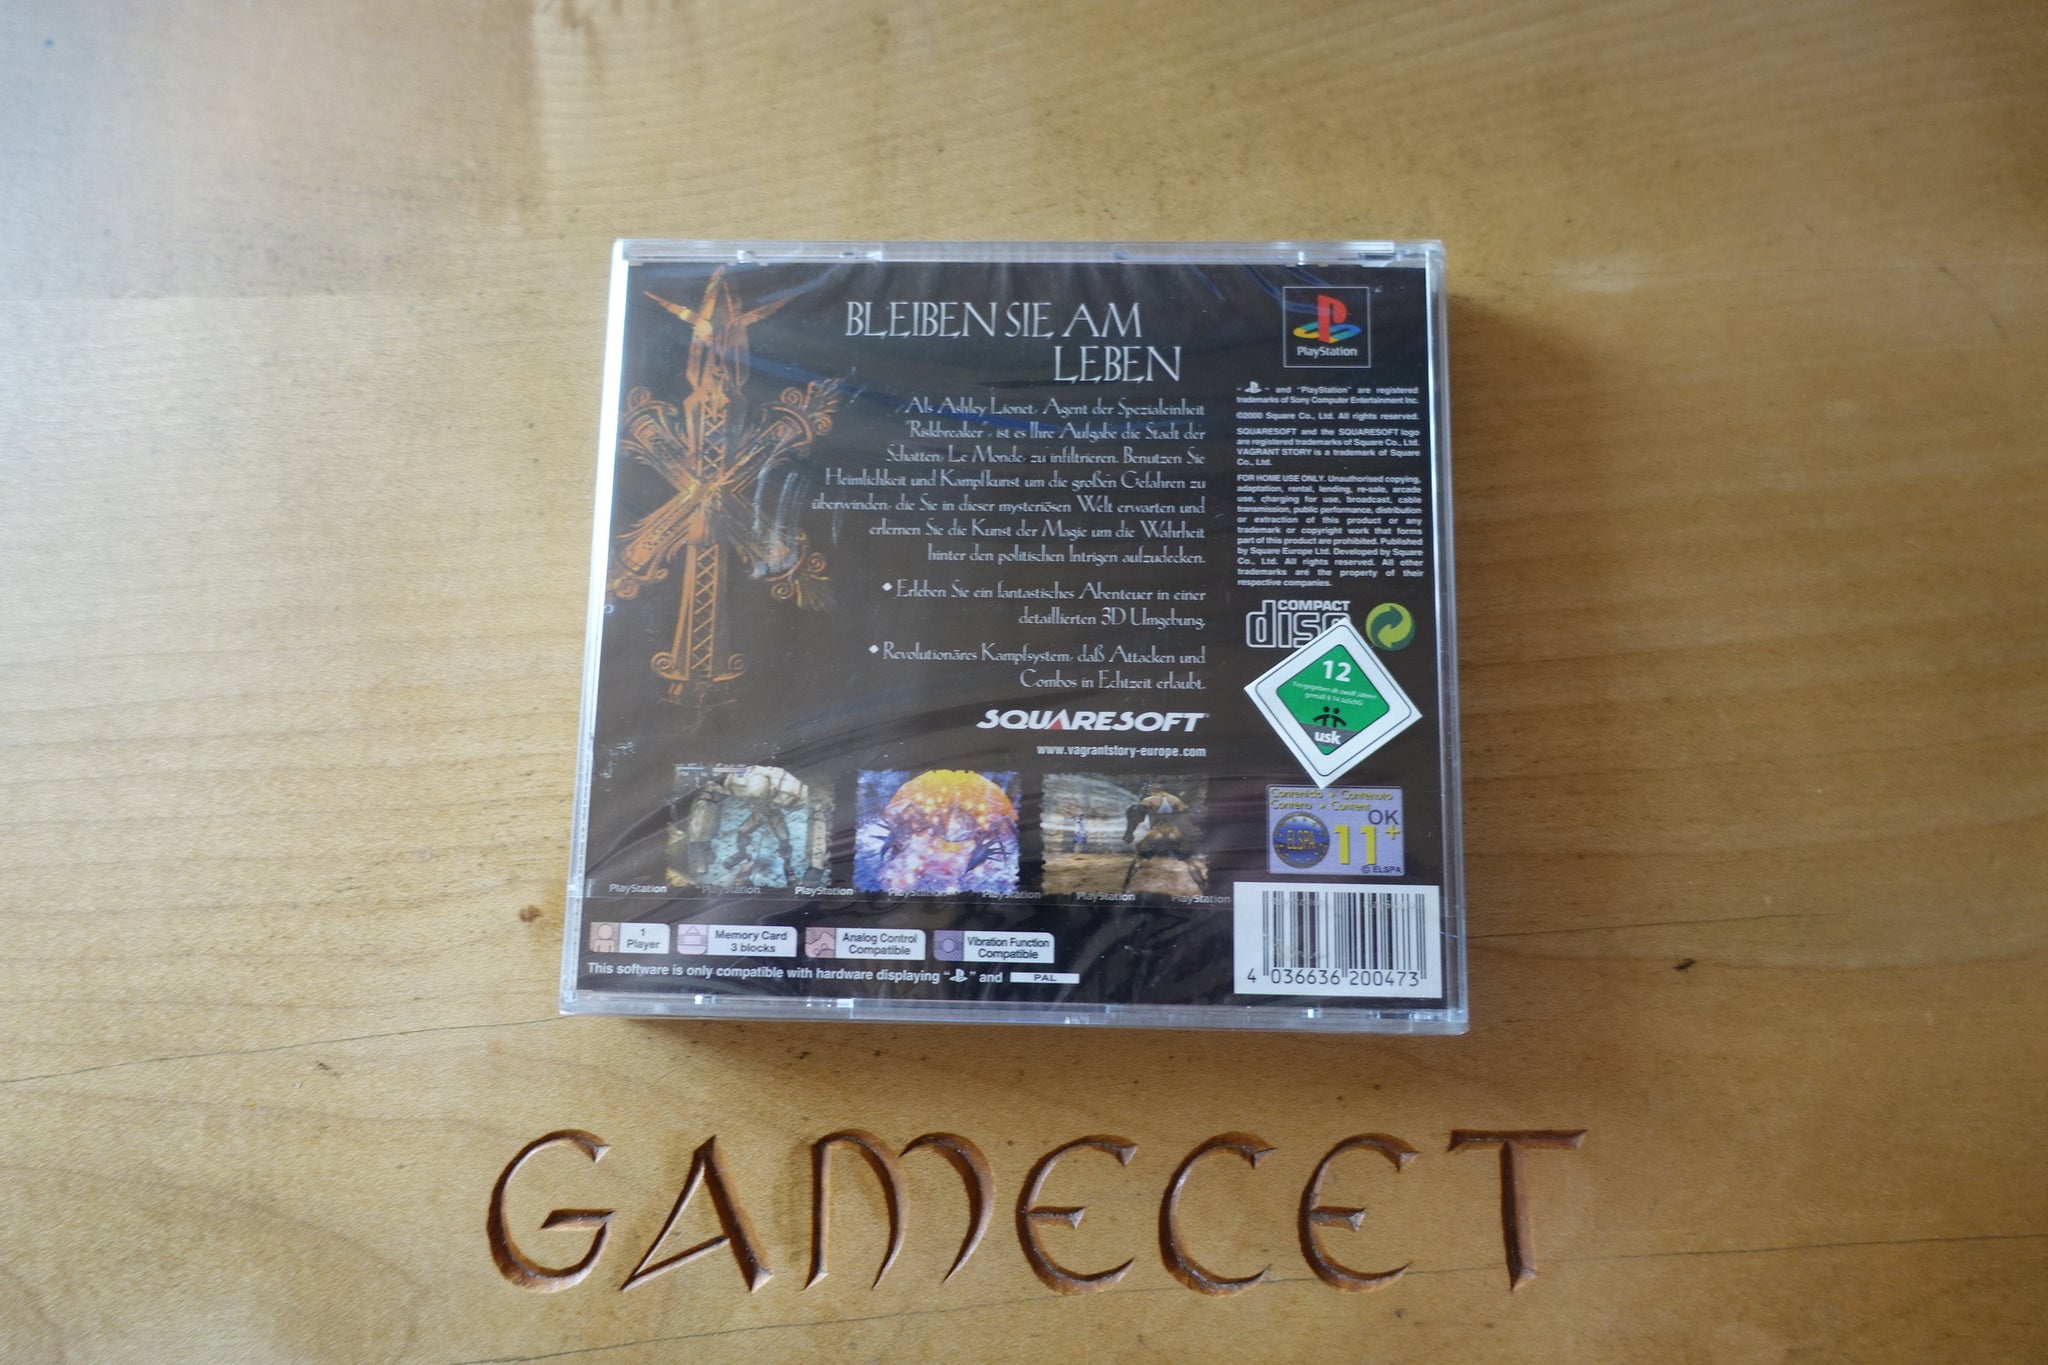 BLEIBEN SIE AM
LEBEN
Als Ashley Lionet, Agent der Spezialeinheit
'Riskbreaker', ist es Ihre Aufgabe die Stadt der
Schatten, Le Monde, zu infiltrieren. Benutzen Sie
Heimlichkeit und Kampfkunst um die großen Gefahren zu
überwinden, die Sie in dieser mysteriösen Welt erwarten und
erlernen Sie die Kunst der Magie um die Wahrheit
hinter den politischen Intrigen aufzudecken.
Erleben Sie ein fantastisches Abenteuer in einer
detaillierten 3D Umgebung.
Revolutionäres Kampfsystem, daß Attacken und
Combos in Echtzeit erlaubt.
SQUARESOFT
www.vagrantstory-europe.com
PlayStation
" " and "PlayStation" are registered
trademarks of Sony Computer Entertainment Inc.
©2000 Square Co., Ltd. All rights reserved.
SQUARESOFT and the SQUARESOFT logo
are registered trademarks of Square Co., Ltd.
VAGRANT STORY is a trademark of Square
Co., Ltd.
FOR HOME USE ONLY. Unauthorised copying,
adaptation, rental, lending, re-sale, arcade
use, charging for use, broadcast, cable
transmission, public performance, distribution
or extraction of this product or any
trademark or copyright work that forms
part of this product are prohibited. Published
by Square Europe Ltd. Developed by Square
Co., Ltd. All rights reserved. All other
trademarks are the property of their
respective companies.
COMPACT
disc
12
Freigegeben ab zwölf Jahren
gemäß § 14 JuSchG
usk
Contenido • Contenuto
Contenu • Content
OK
ELSPA
11+
© ELSPA
PlayStation PlayStation PlayStation PlayStation PlayStation PlayStation PlayStation
1
Player
Memory Card
3 blocks
Analog Control
Compatible
Vibration Function
Compatible
This software is only compatible with hardware displaying " " and PAL
4 036636 200473
GAMECET